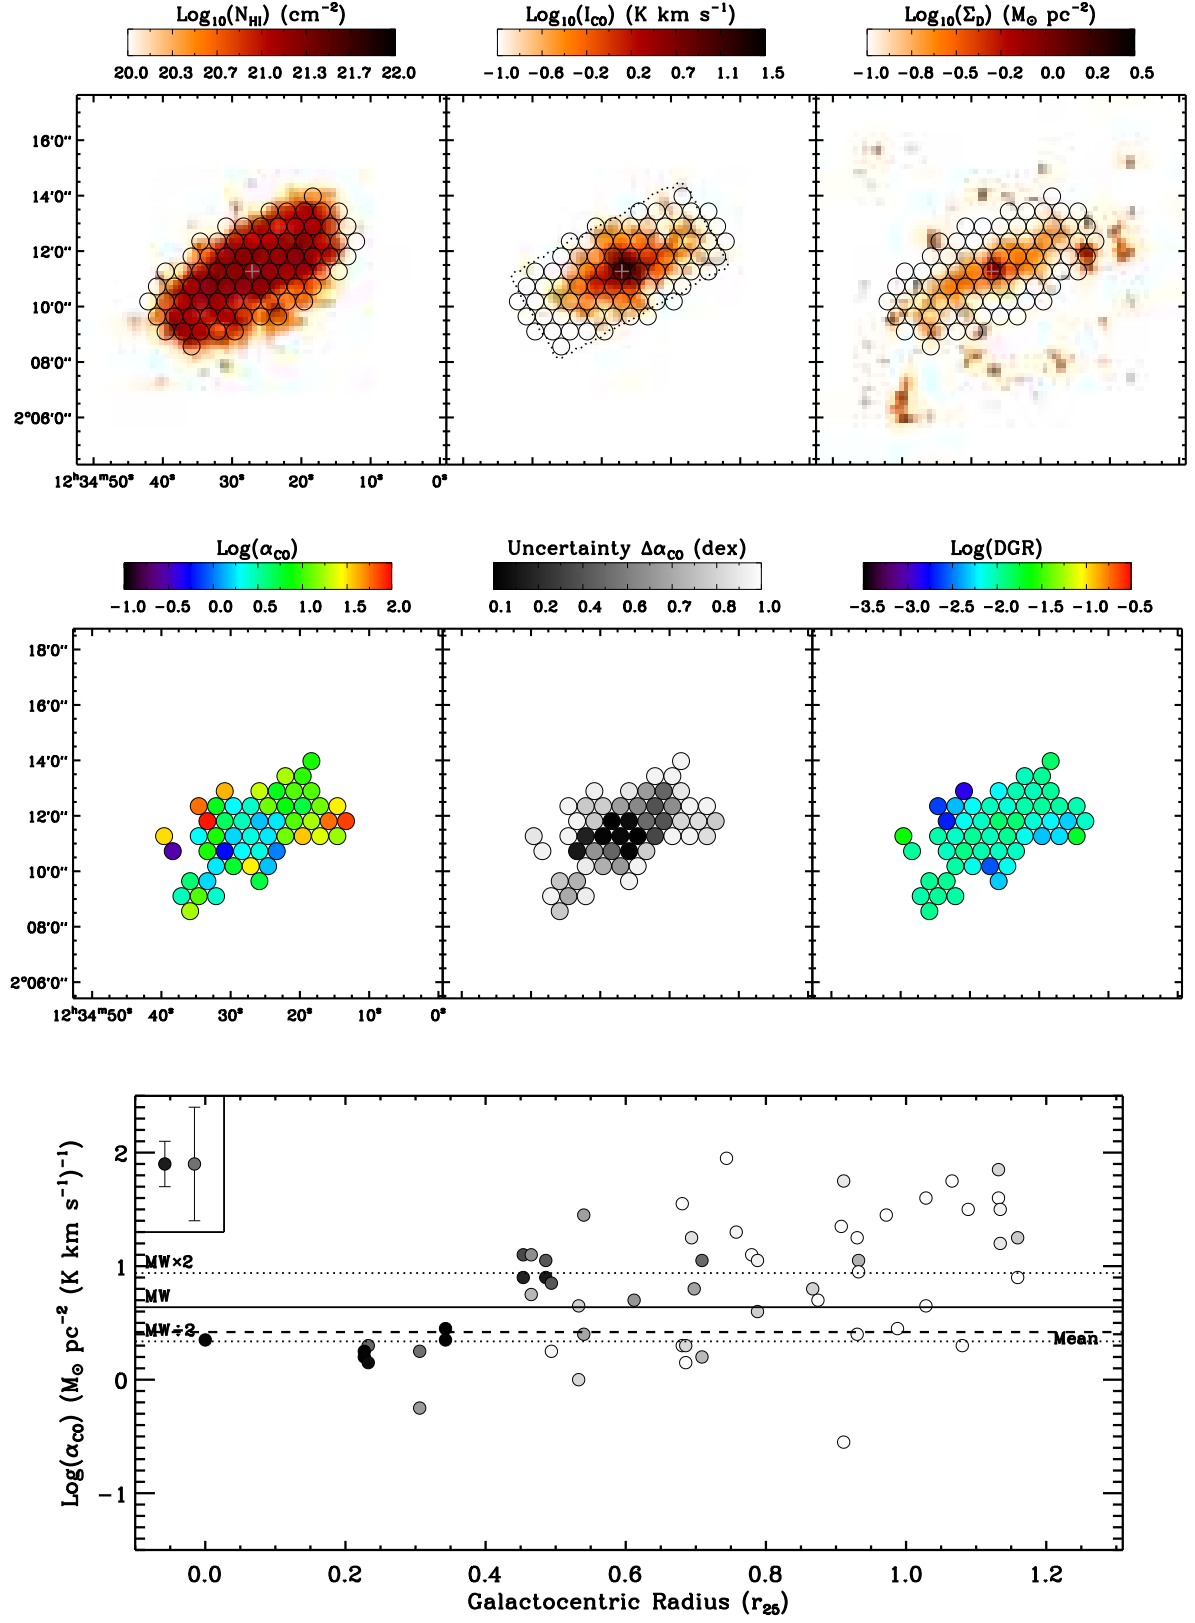 Log₁₀(N_HI) (cm⁻²)
20.0 20.3 20.7 21.0 21.3 21.7 22.0
Log₁₀(I_CO) (K km s⁻¹)
−1.0 −0.6 −0.2 0.2 0.7 1.1 1.5
Log₁₀(Σ_D) (M⊙ pc⁻²)
−1.0 −0.8 −0.5 −0.2 0.0 0.2 0.5
16'0"
14'0"
12'0"
10'0"
08'0"
2°06'0"
12ʰ34ᵐ50ˢ 40ˢ 30ˢ 20ˢ 10ˢ 0ˢ
Log(α_CO)
−1.0 −0.5 0.0 0.5 1.0 1.5 2.0
Uncertainty Δα_CO (dex)
0.1 0.2 0.4 0.6 0.7 0.8 1.0
Log(DGR)
−3.5 −3.0 −2.5 −2.0 −1.5 −1.0 −0.5
18'0"
16'0"
14'0"
12'0"
10'0"
08'0"
2°06'0"
12ʰ34ᵐ50ˢ 40ˢ 30ˢ 20ˢ 10ˢ 0ˢ
Log(α_CO) (M⊙ pc⁻² (K km s⁻¹)⁻¹)
2
1
0
−1
MW×2
MW
MW÷2
Mean
0.0 0.2 0.4 0.6 0.8 1.0 1.2
Galactocentric Radius (r₂₅)